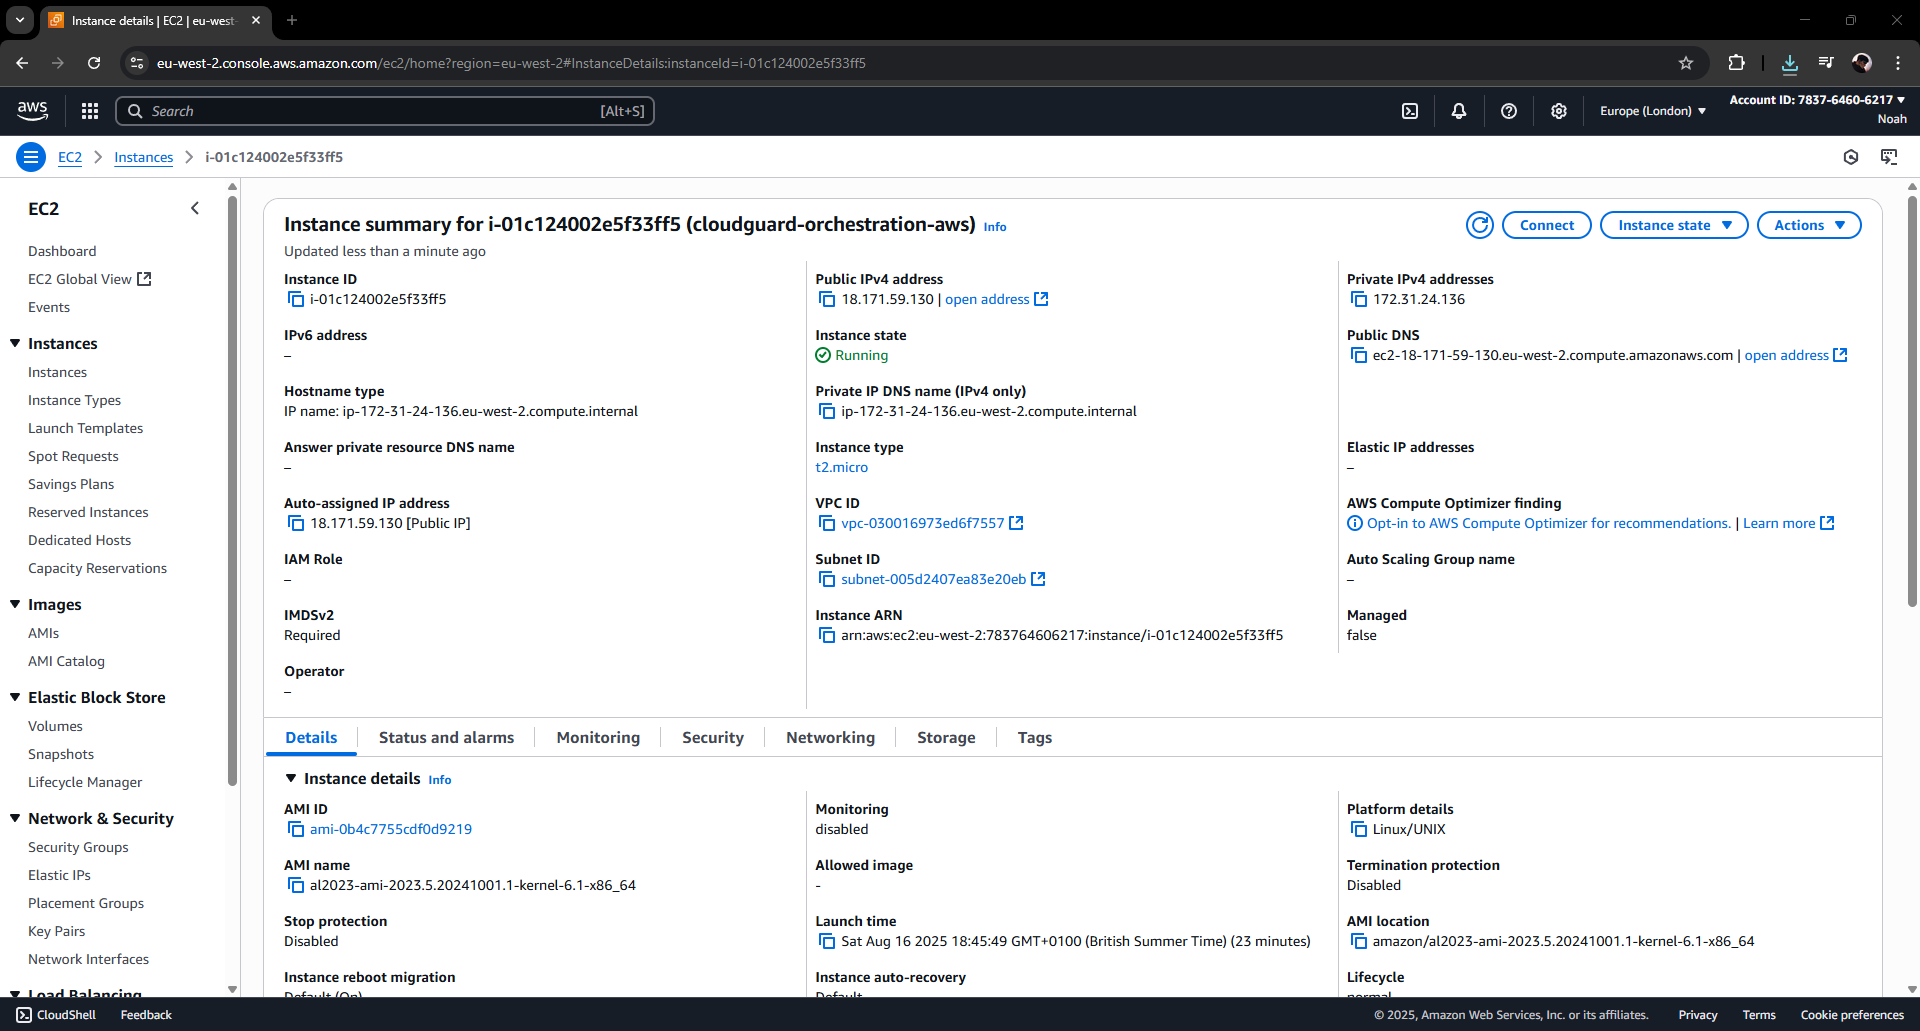 Instance details | EC2 | eu-west-
eu-west-2.console.aws.amazon.com/ec2/home?region=eu-west-2#InstanceDetails:instanceId=i-01c124002e5f33ff5
aws
Search
[Alt+S]
Europe (London)
Account ID: 7837-6460-6217
Noah
EC2
Instances
i-01c124002e5f33ff5
EC2
Dashboard
EC2 Global View
Events
Instances
Instances
Instance Types
Launch Templates
Spot Requests
Savings Plans
Reserved Instances
Dedicated Hosts
Capacity Reservations
Images
AMIs
AMI Catalog
Elastic Block Store
Volumes
Snapshots
Lifecycle Manager
Network & Security
Security Groups
Elastic IPs
Placement Groups
Key Pairs
Network Interfaces
Load Balancing
Instance summary for i-01c124002e5f33ff5 (cloudguard-orchestration-aws) Info
Updated less than a minute ago
Connect
Instance state
Actions
Instance ID
i-01c124002e5f33ff5
Public IPv4 address
18.171.59.130 | open address
Private IPv4 addresses
172.31.24.136
IPv6 address
–
Instance state
Running
Public DNS
ec2-18-171-59-130.eu-west-2.compute.amazonaws.com | open address
Hostname type
IP name: ip-172-31-24-136.eu-west-2.compute.internal
Private IP DNS name (IPv4 only)
ip-172-31-24-136.eu-west-2.compute.internal
Answer private resource DNS name
–
Instance type
t2.micro
Elastic IP addresses
–
Auto-assigned IP address
18.171.59.130 [Public IP]
VPC ID
vpc-030016973ed6f7557
AWS Compute Optimizer finding
Opt-in to AWS Compute Optimizer for recommendations. | Learn more
IAM Role
–
Subnet ID
subnet-005d2407ea83e20eb
Auto Scaling Group name
–
IMDSv2
Required
Instance ARN
arn:aws:ec2:eu-west-2:783764606217:instance/i-01c124002e5f33ff5
Managed
false
Operator
–
Details
Status and alarms
Monitoring
Security
Networking
Storage
Tags
Instance details Info
AMI ID
ami-0b4c7755cdf0d9219
Monitoring
disabled
Platform details
Linux/UNIX
AMI name
al2023-ami-2023.5.20241001.1-kernel-6.1-x86_64
Allowed image
-
Termination protection
Disabled
Stop protection
Disabled
Launch time
Sat Aug 16 2025 18:45:49 GMT+0100 (British Summer Time) (23 minutes)
AMI location
amazon/al2023-ami-2023.5.20241001.1-kernel-6.1-x86_64
Instance reboot migration
Default (On)
Instance auto-recovery
Default
Lifecycle
normal
CloudShell
Feedback
© 2025, Amazon Web Services, Inc. or its affiliates.
Privacy
Terms
Cookie preferences